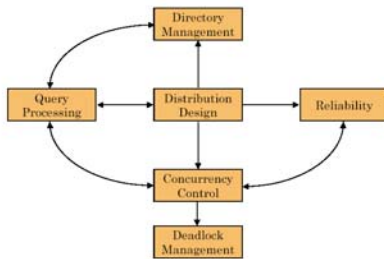 Directory
Management
Query
Processing
Distribution
Design
Reliability
Concurrency
Control
Deadlock
Management